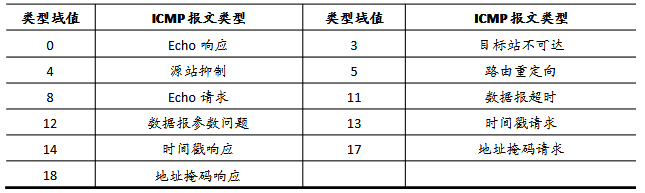 类型域值 ICMP 报文类型 类型域值 ICMP 报文类型
0 Echo 响应 3 目标站不可达
4 源站抑制 5 路由重定向
8 Echo 请求 11 数据报超时
12 数据报参数问题 13 时间戳请求
14 时间戳响应 17 地址掩码请求
18 地址掩码响应